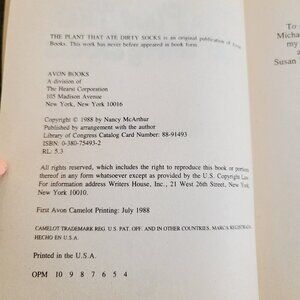 THE PLANT THAT ATE DIRTY SOCKS is an original publication of Avon
Books. This work has never before appeared in book form.
AVON BOOKS
A division of
The Hearst Corporation
105 Madison Avenue
New York, New York 10016
Copyright © 1988 by Nancy McArthur
Published by arrangement with the author
Library of Congress Catalog Card Number: 88-91493
ISBN: 0-380-75493-2
RL: 5.3
All rights reserved, which includes the right to reproduce this book or portions
thereof in any form whatsoever except as provided by the U.S. Copyright Law.
For information address Writers House, Inc., 21 West 26th Street, New York,
New York 10010.
First Avon Camelot Printing: July 1988
CAMELOT TRADEMARK REG. U.S. PAT. OFF. AND IN OTHER COUNTRIES, MARCA REGISTRADA,
HECHO EN U.S.A.
Printed in the U.S.A.
OPM 10 9 8 7 6 5 4
To
Micha
my
a
Susan